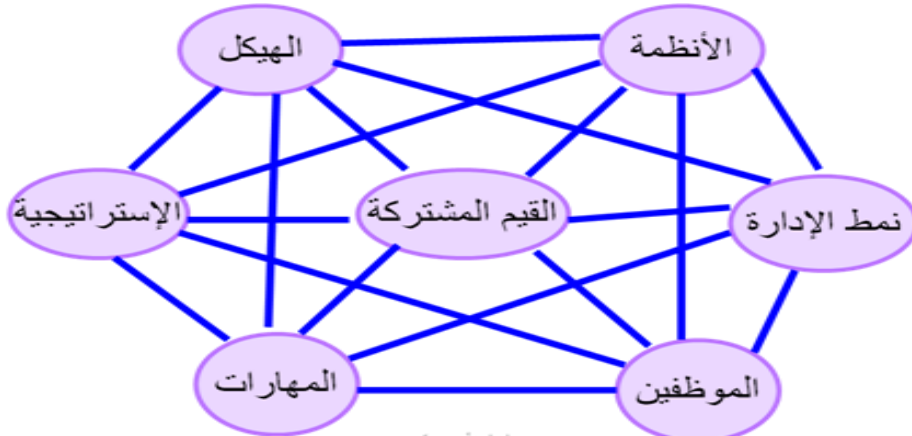 الأنظمة
الهيكل
نمط الإدارة
القيم المشتركة
الإستراتيجية
الموظفين
المهارات